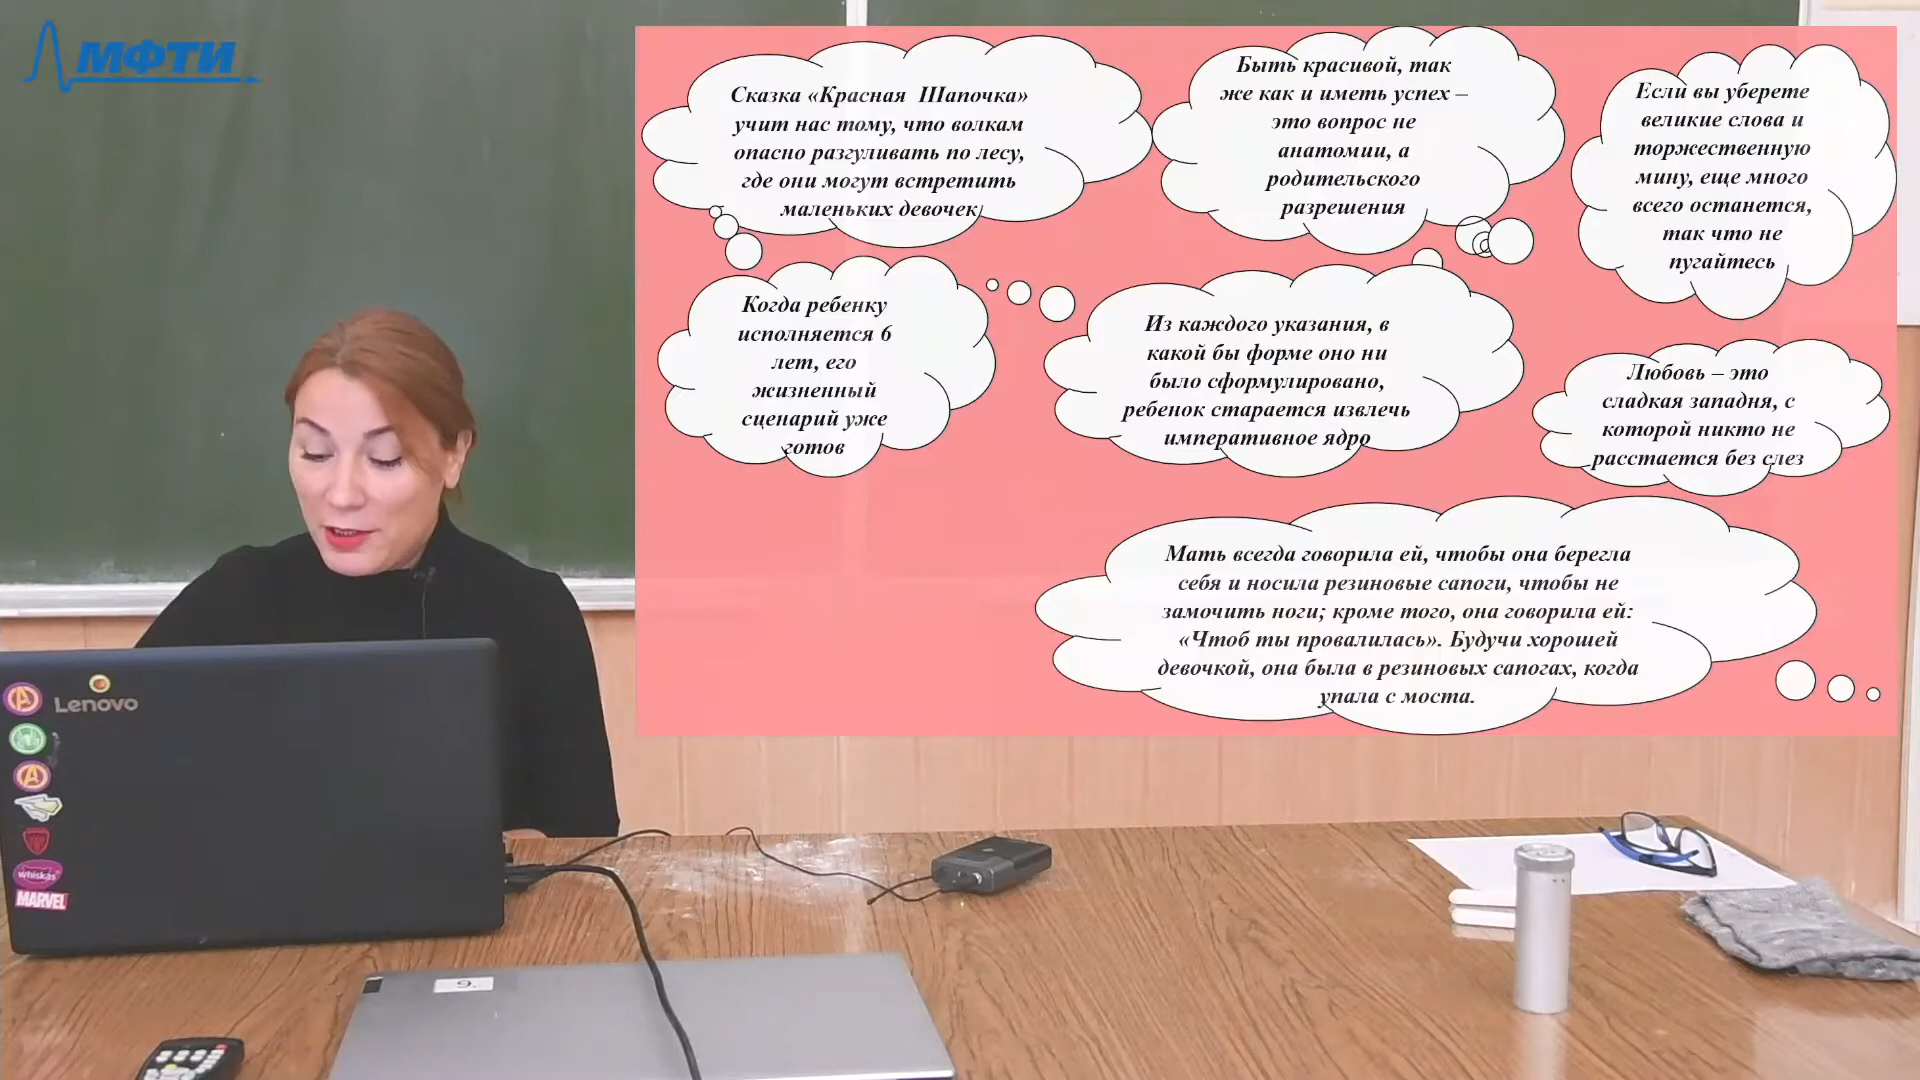 МФТИ
Сказка «Красная Шапочка»
учит нас тому, что волкам
опасно разгуливать по лесу,
где они могут встретить
маленьких девочек
Быть красивой, так
же как и иметь успех –
это вопрос не
анатомии, а
родительского
разрешения
Если вы уберете
великие слова и
торжественную
мину, еще много
всего останется,
так что не
пугайтесь
Когда ребенку
исполняется 6
лет, его
жизненный
сценарий уже
готов
Из каждого указания, в
какой бы форме оно ни
было сформулировано,
ребенок старается извлечь
императивное ядро
Любовь – это
сладкая западня, с
которой никто не
расстается без слез
Мать всегда говорила ей, чтобы она берегла
себя и носила резиновые сапоги, чтобы не
замочить ноги; кроме того, она говорила ей:
«Чтоб ты провалилась». Будучи хорошей
девочкой, она была в резиновых сапогах, когда
упала с моста.
Lenovo
whiskas
MARVEL
9.